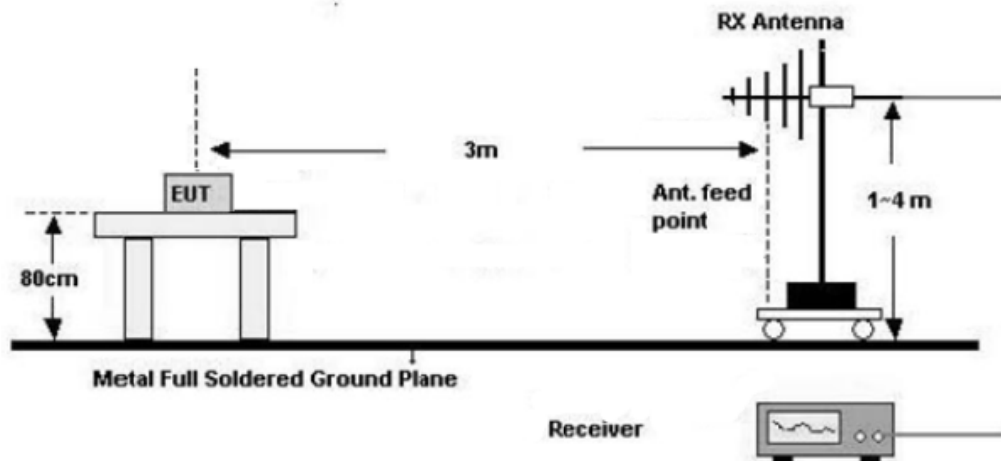 RX Antenna
3m
EUT
Ant. feed
point
1~4 m
80cm
Metal Full Soldered Ground Plane
Receiver